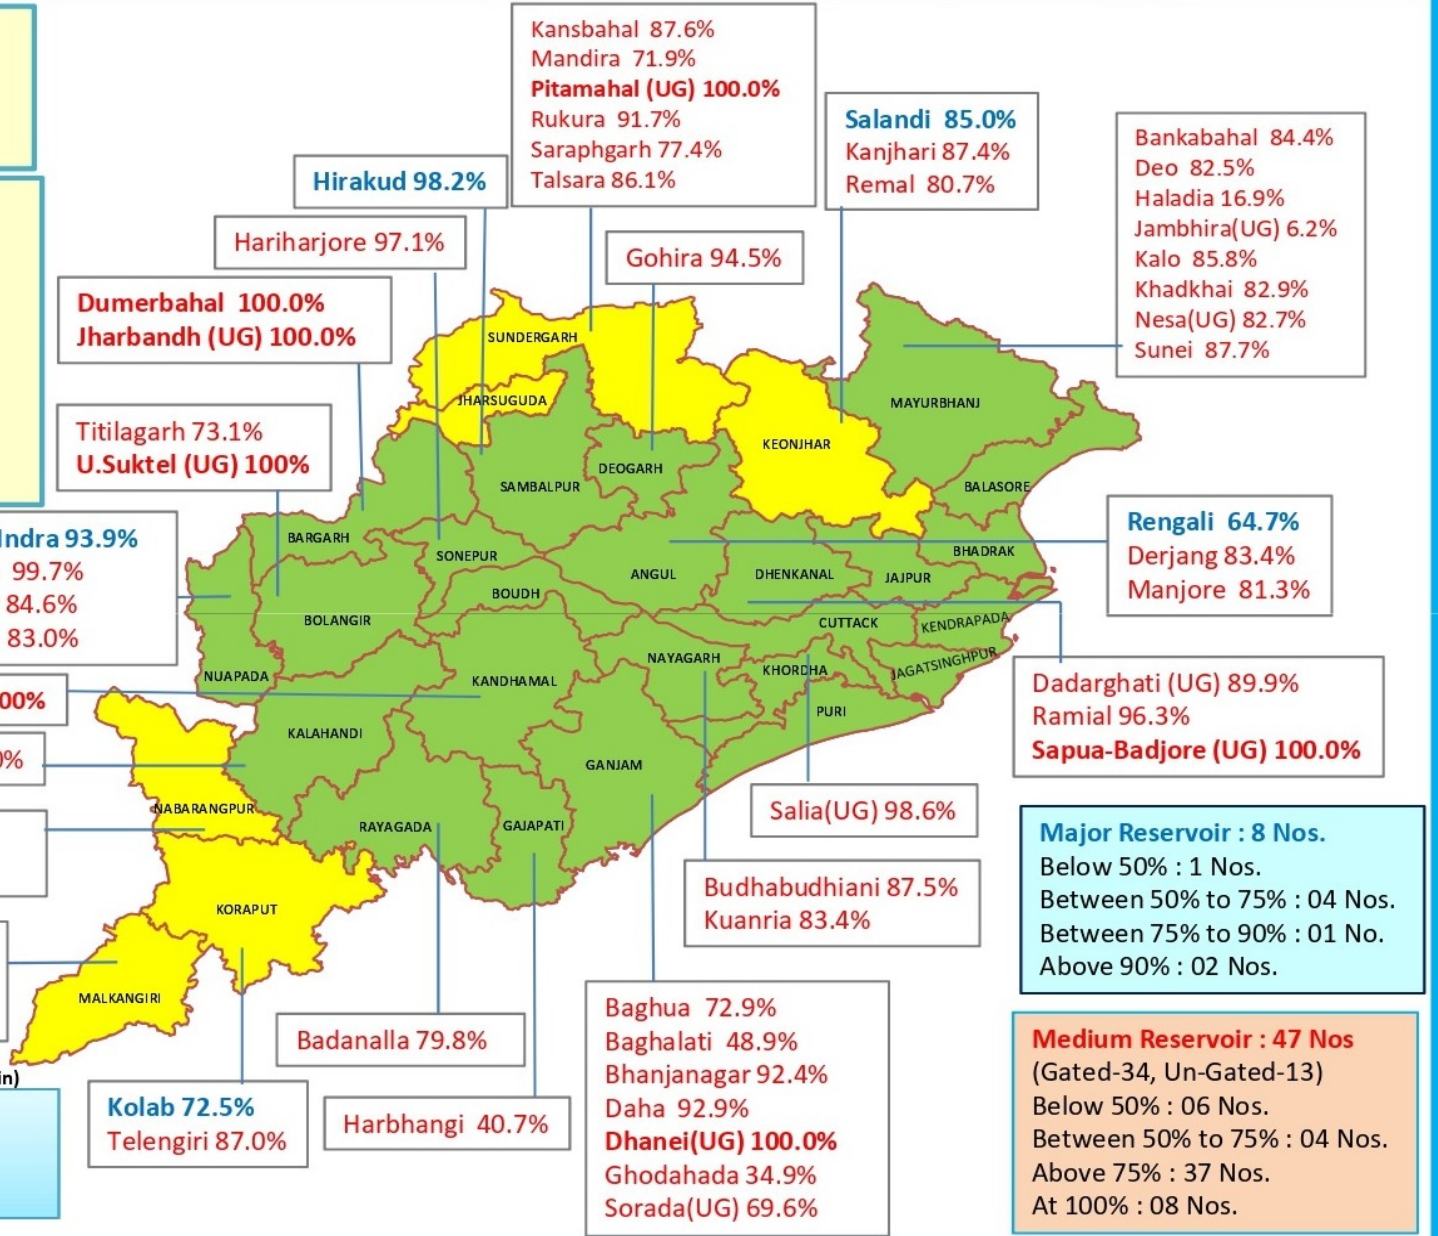 Kansbahal 87.6%
Mandira 71.9%
Pitamahal (UG) 100.0%
Rukura 91.7%
Saraphgarh 77.4%
Talsara 86.1%
Salandi 85.0%
Kanjhari 87.4%
Remal 80.7%
Bankabahal 84.4%
Deo 82.5%
Haladia 16.9%
Jambhira(UG) 6.2%
Kalo 85.8%
Khadkhai 82.9%
Nesa(UG) 82.7%
Sunei 87.7%
Hirakud 98.2%
Hariharjore 97.1%
Gohira 94.5%
Dumerbahal 100.0%
Jharbandh (UG) 100.0%
Titilagarh 73.1%
U.Suktel (UG) 100%
Indra 93.9%
99.7%
84.6%
83.0%
00%
0%
SUNDERGARH
JHARSUGUDA
MAYURBHANJ
KEONJHAR
DEOGARH
SAMBALPUR
BALASORE
BARGARH
SONEPUR
BHADRAK
ANGUL
DHENKANAL
JAJPUR
BOUDH
BOLANGIR
CUTTACK
KENDRAPADA
NAYAGARH
KHORDHA
JAGATSINGHPUR
NUAPADA
KANDHAMAL
PURI
KALAHANDI
GANJAM
NABARANGPUR
RAYAGADA
GAJAPATI
KORAPUT
MALKANGIRI
Rengali 64.7%
Derjang 83.4%
Manjore 81.3%
Dadarghati (UG) 89.9%
Ramial 96.3%
Sapua-Badjore (UG) 100.0%
Salia(UG) 98.6%
Budhabudhiani 87.5%
Kuanria 83.4%
Major Reservoir : 8 Nos.
Below 50% : 1 Nos.
Between 50% to 75% : 04 Nos.
Between 75% to 90% : 01 No.
Above 90% : 02 Nos.
Baghua 72.9%
Baghalati 48.9%
Bhanjanagar 92.4%
Daha 92.9%
Dhanei(UG) 100.0%
Ghodahada 34.9%
Sorada(UG) 69.6%
Badanalla 79.8%
Harbhangi 40.7%
in)
Kolab 72.5%
Telengiri 87.0%
Medium Reservoir : 47 Nos
(Gated-34, Un-Gated-13)
Below 50% : 06 Nos.
Between 50% to 75% : 04 Nos.
Above 75% : 37 Nos.
At 100% : 08 Nos.